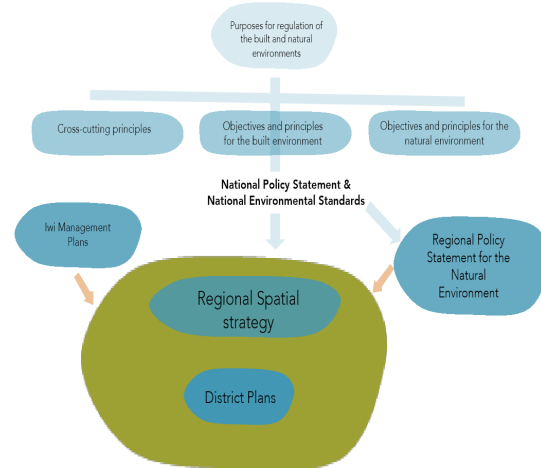 Purposes for regulation of
the built and natural
environments
Cross-cutting principles
Objectives and principles
for the built environment
Objectives and principles for the
natural environment
National Policy Statement &
National Environmental Standards
Iwi Management
Plans
Regional Policy
Statement for the
Natural
Environment
Regional Spatial
strategy
District Plans